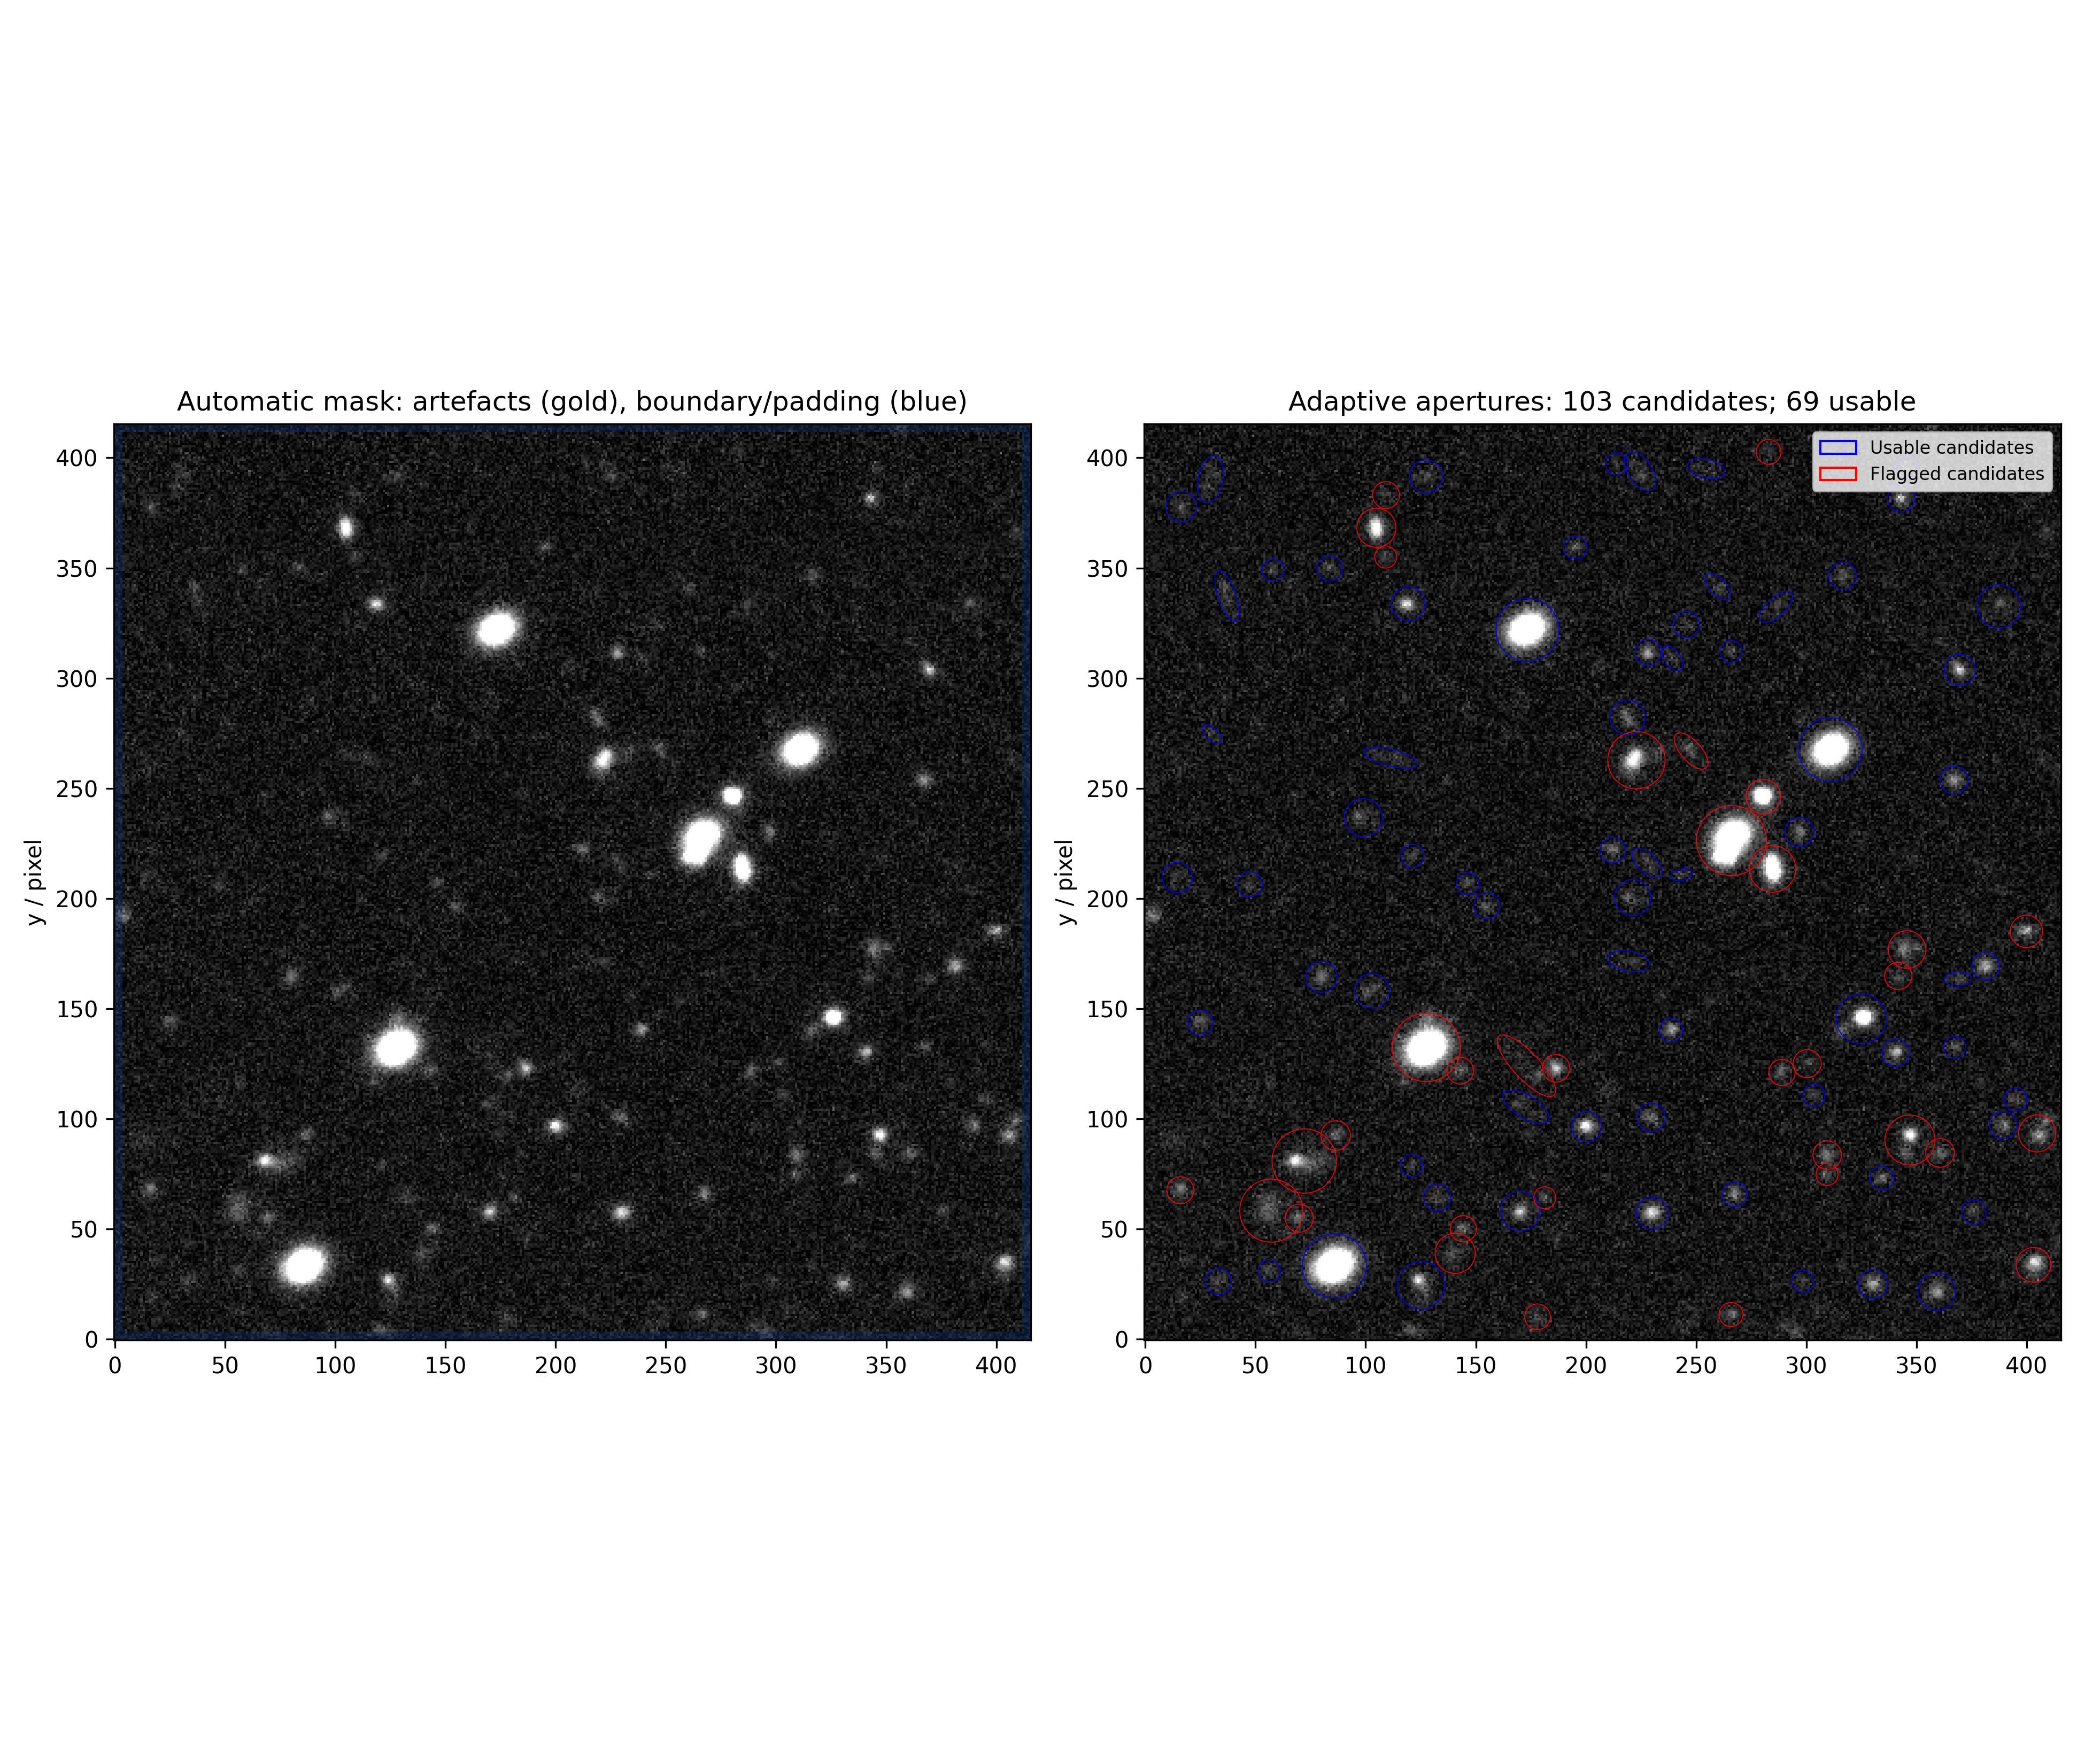 Automatic mask: artefacts (gold), boundary/padding (blue)
y / pixel
400
350
300
250
200
150
100
50
0
0 50 100 150 200 250 300 350 400
Adaptive apertures: 103 candidates; 69 usable
Usable candidates
Flagged candidates
y / pixel
400
350
300
250
200
150
100
50
0
0 50 100 150 200 250 300 350 400